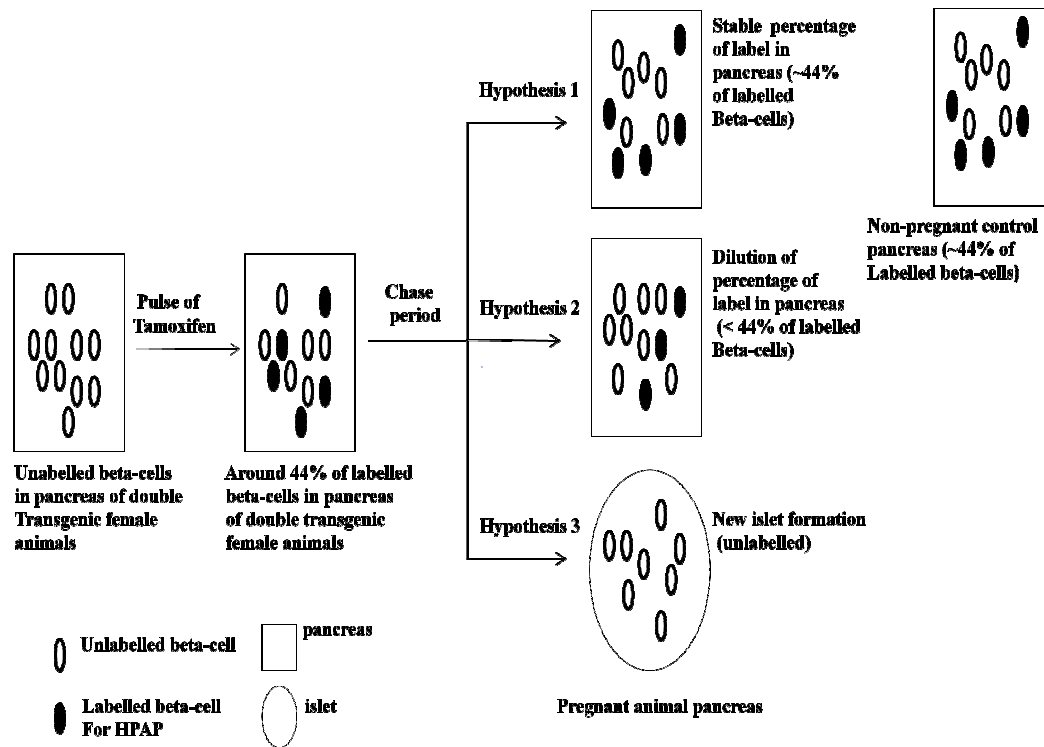 Unabelled beta-cells
in pancreas of double
Transgenic female
animals
Pulse of
Tamoxifen
Around 44% of labelled
beta-cells in pancreas
of double transgenic
female animals
Chase
period
Hypothesis 1
Stable percentage
of label in
pancreas (~44%
of labelled
Beta-cells)
Non-pregnant control
pancreas (~44% of
Labelled beta-cells)
Hypothesis 2
Dilution of
percentage of
label in pancreas
(< 44% of labelled
Beta-cells)
Hypothesis 3
New islet formation
(unlabelled)
Pregnant animal pancreas
Unlabelled beta-cell
pancreas
Labelled beta-cell
For HPAP
islet